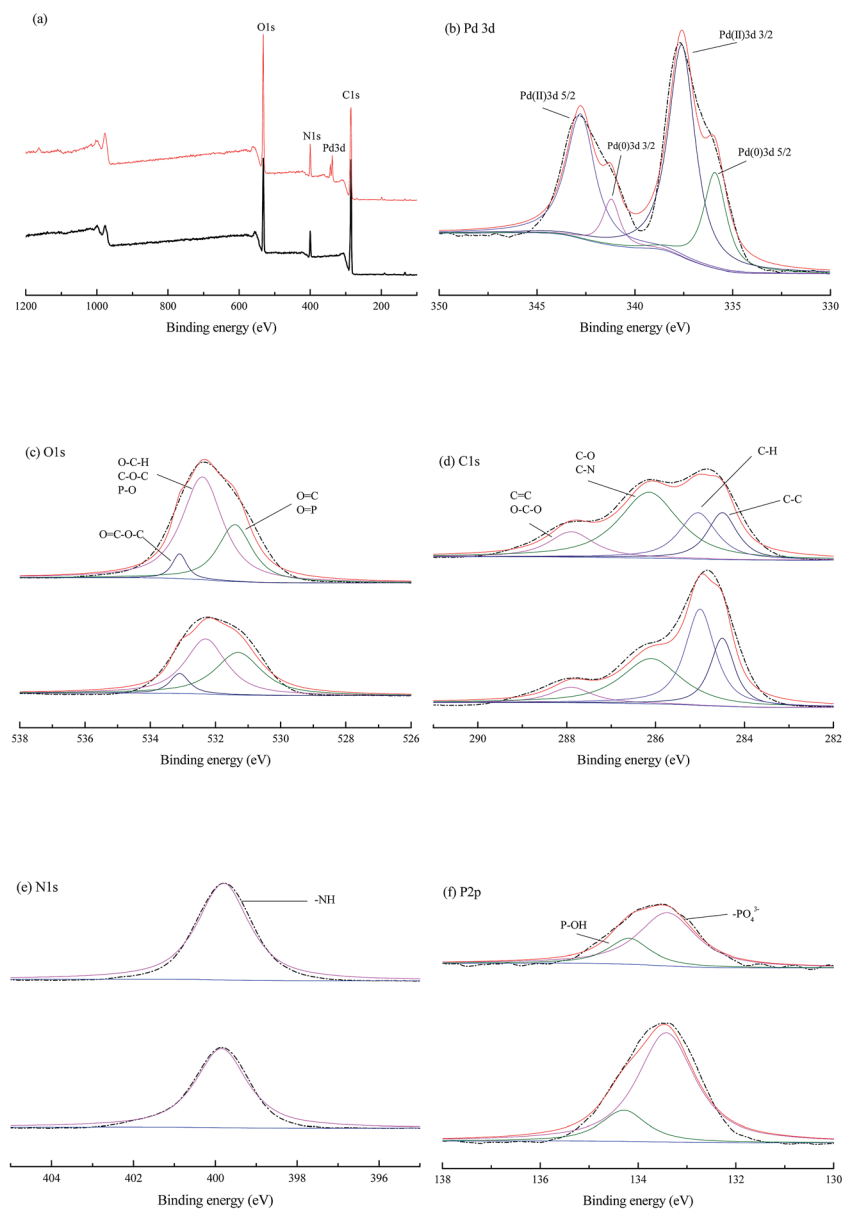 (a)
O1s
C1s
N1s
Pd3d
1200 1000 800 600 400 200
Binding energy (eV)
(b) Pd 3d
Pd(II)3d 3/2
Pd(II)3d 5/2
Pd(0)3d 3/2
Pd(0)3d 5/2
350 345 340 335 330
Binding energy (eV)
(c) O1s
O-C-H
C-O-C
P-O
O=C
O=P
O=C-O-C
538 536 534 532 530 528 526
Binding energy (eV)
(d) C1s
C-O
C-N
C-H
C=C
O-C-O
C-C
290 288 286 284 282
Binding energy (eV)
(e) N1s
-NH
404 402 400 398 396
Binding energy (eV)
(f) P2p
P-OH
-PO₄³⁻
138 136 134 132 130
Binding energy (eV)